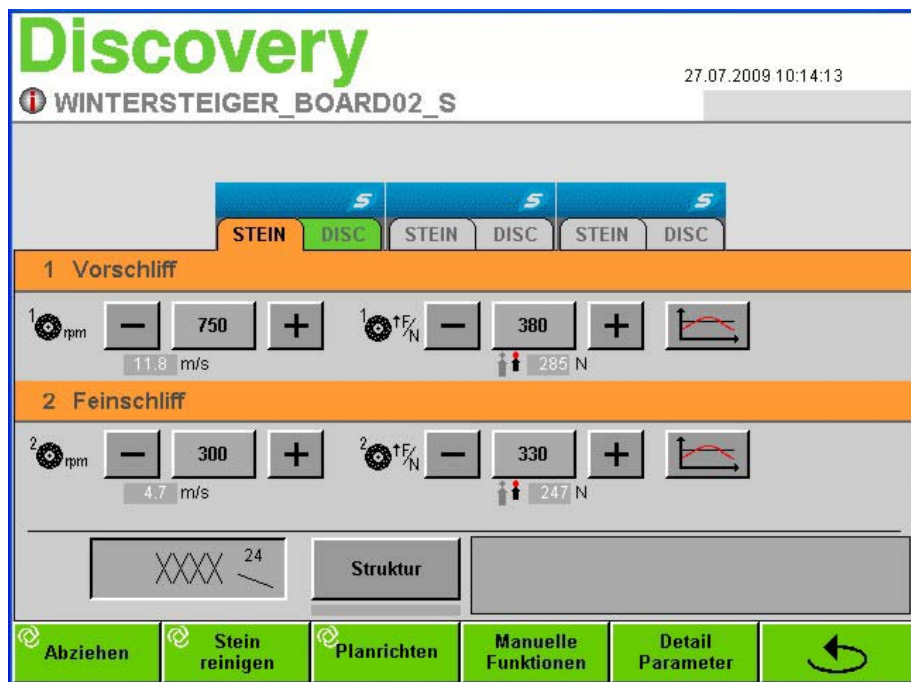 Discovery
27.07.2009 10:14:13
i WINTERSTEIGER_BOARD02_S
S S S
STEIN DISC STEIN DISC STEIN DISC
1 Vorschliff
1 rpm − 750 + 1 F/N − 380 +
11.8 m/s 285 N
2 Feinschliff
2 rpm − 300 + 2 F/N − 330 +
4.7 m/s 247 N
XXXX 24 Struktur
Abziehen Stein reinigen Planrichten Manuelle Funktionen Detail Parameter